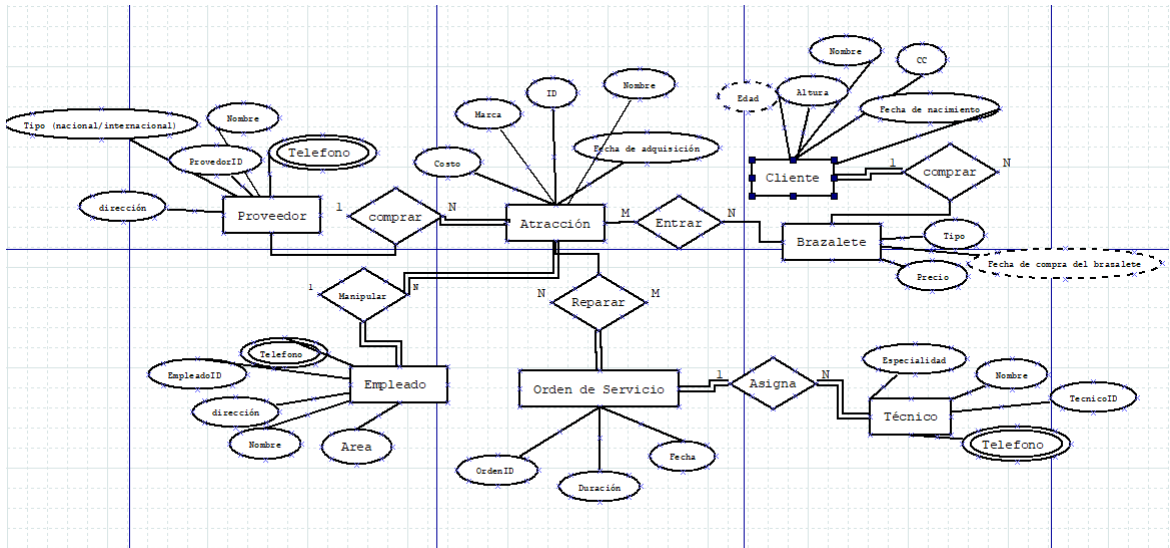 Nombre
CC
Edad
Altura
Fecha de nacimiento
Cliente
1
comprar
N
ID
Nombre
Marca
Costo
Fecha de adquisición
Tipo (nacional/internacional)
Nombre
ProvedorID
Telefono
dirección
Proveedor
1
comprar
N
Atracción
M
Entrar
N
Brazalete
Tipo
Fecha de compra del brazalete
Precio
1
Manipular
N
N
Reparar
M
Telefono
EmpleadoID
dirección
Nombre
Area
Empleado
Orden de Servicio
1
Asigna
N
OrdenID
Duración
Fecha
Especialidad
Nombre
TecnicoID
Técnico
Telefono